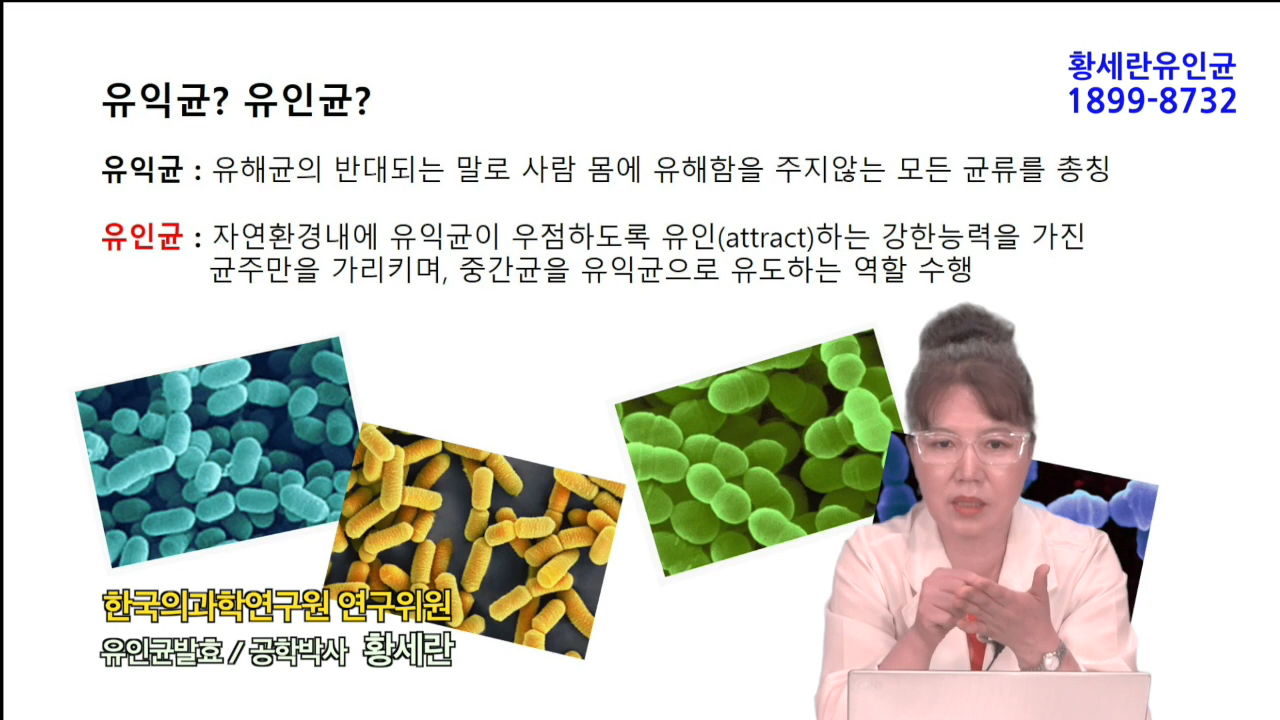 황세란유인균
1899-8732
유익균? 유인균?
유익균 : 유해균의 반대되는 말로 사람 몸에 유해함을 주지않는 모든 균류를 총칭
유인균 : 자연환경내에 유익균이 우점하도록 유인(attract)하는 강한능력을 가진
균주만을 가리키며, 중간균을 유익균으로 유도하는 역할 수행
한국의과학연구원 연구위원
유인균발효 / 공학박사 황세란